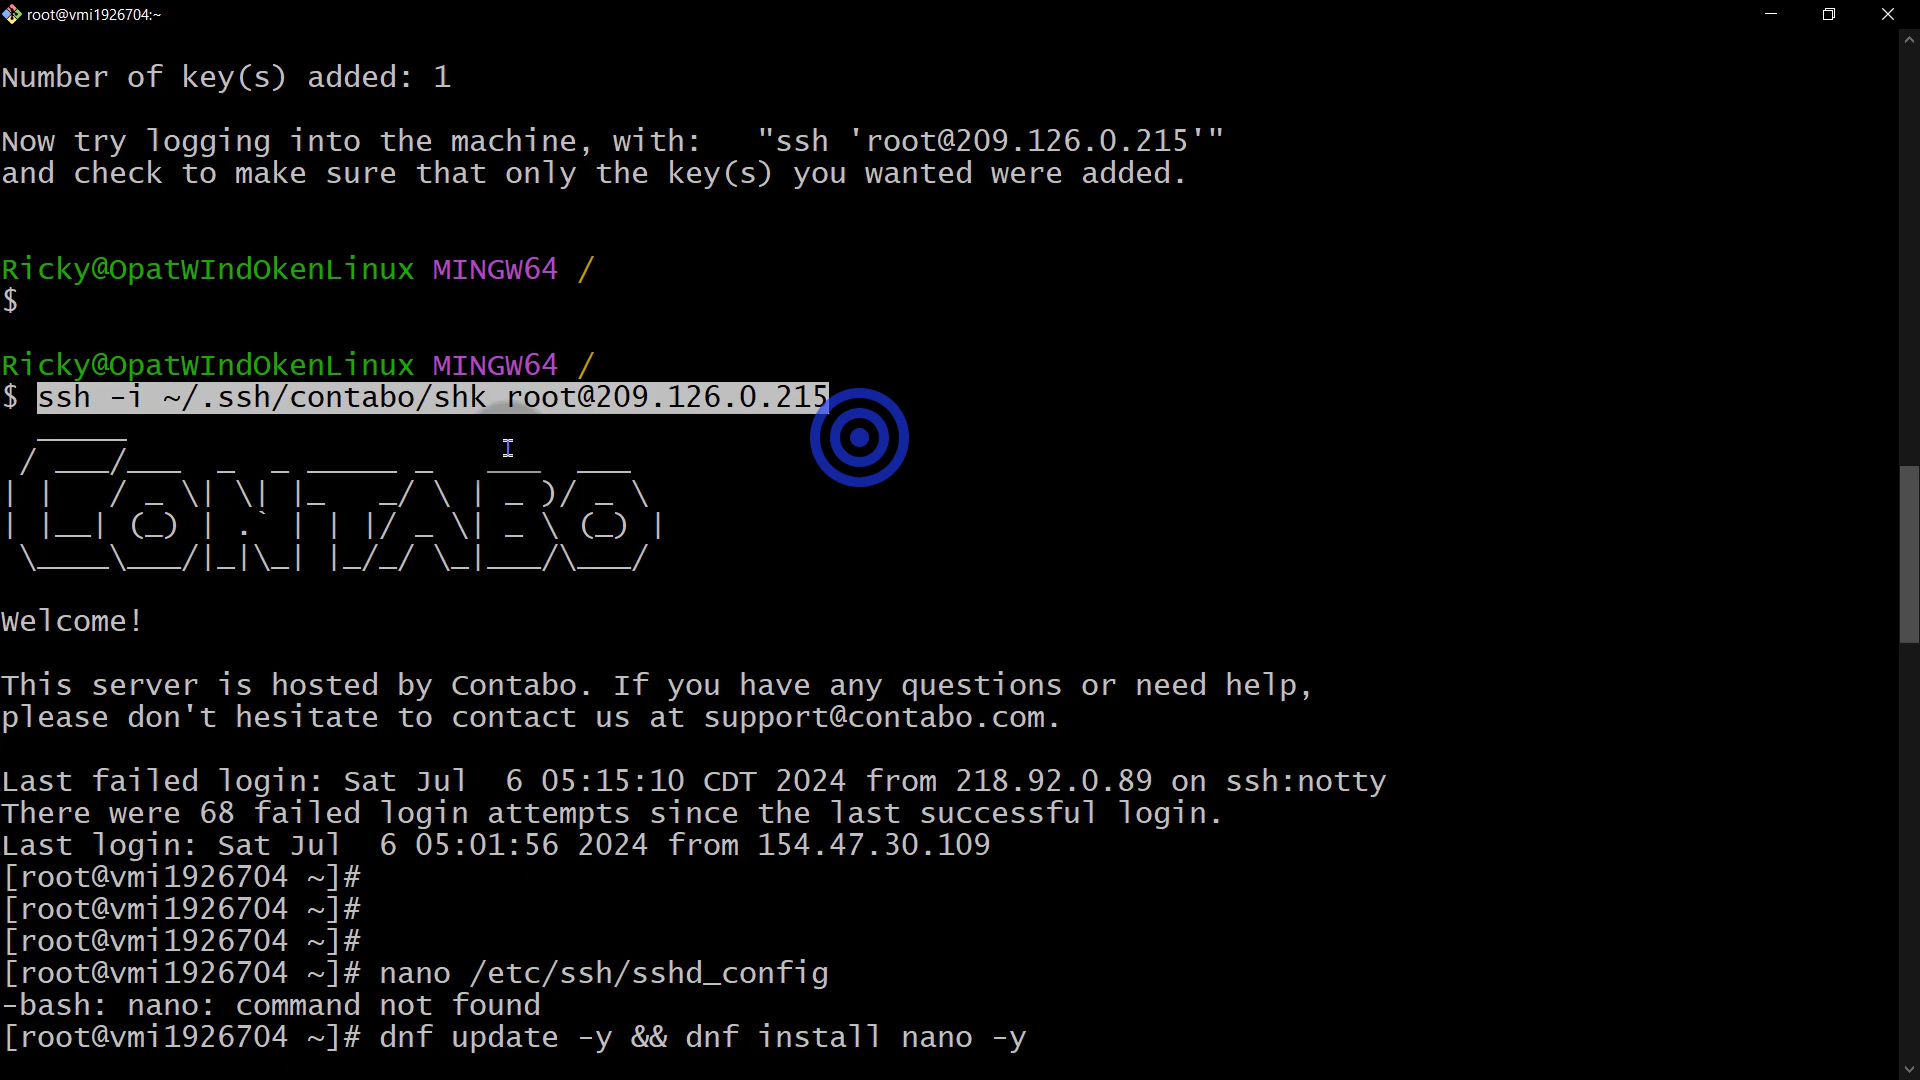 root@vmi1926704:~
Number of key(s) added: 1
Now try logging into the machine, with:   "ssh 'root@209.126.0.215'"
and check to make sure that only the key(s) you wanted were added.
Ricky@OpatWIndOkenLinux MINGW64 /
$
Ricky@OpatWIndOkenLinux MINGW64 /
$ ssh -i ~/.ssh/contabo/shk root@209.126.0.215
CONTABO
Welcome!
This server is hosted by Contabo. If you have any questions or need help,
please don't hesitate to contact us at support@contabo.com.
Last failed login: Sat Jul  6 05:15:10 CDT 2024 from 218.92.0.89 on ssh:notty
There were 68 failed login attempts since the last successful login.
Last login: Sat Jul  6 05:01:56 2024 from 154.47.30.109
[root@vmi1926704 ~]#
[root@vmi1926704 ~]#
[root@vmi1926704 ~]#
[root@vmi1926704 ~]# nano /etc/ssh/sshd_config
-bash: nano: command not found
[root@vmi1926704 ~]# dnf update -y && dnf install nano -y